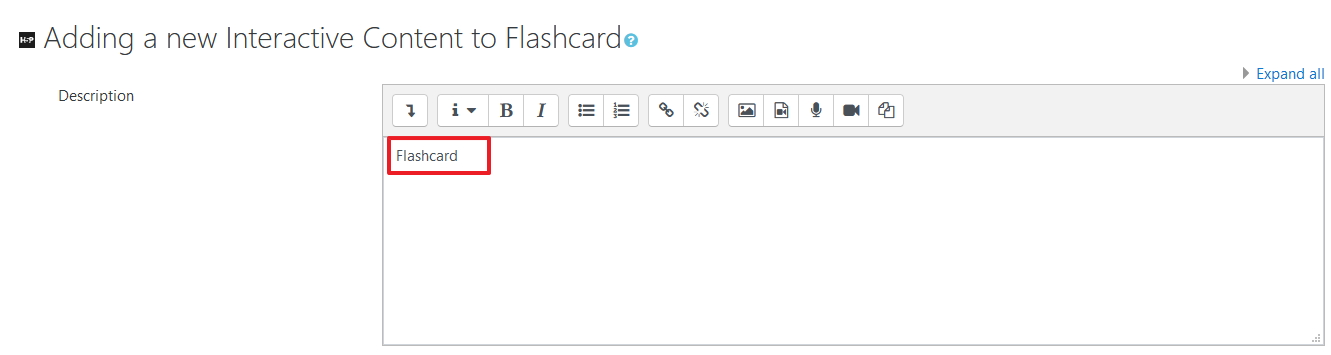 H-P Adding a new Interactive Content to Flashcard ?
Expand all
Description
i B I
Flashcard